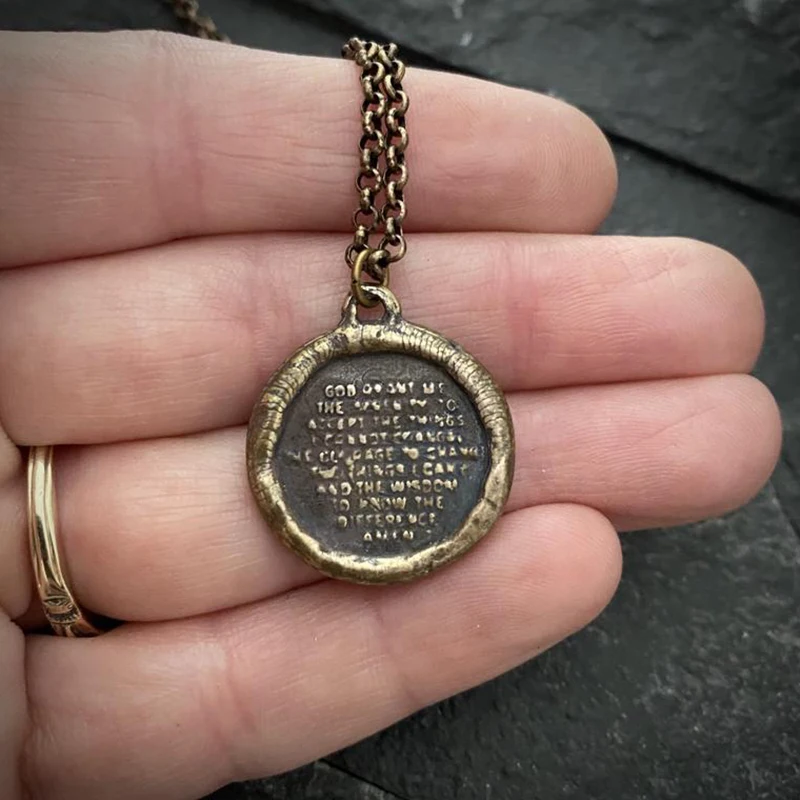 GOD GRANT ME
THE SERENITY TO
ACCEPT THE THINGS
I CANNOT CHANGE
THE COURAGE TO CHANGE
THE THINGS I CAN
AND THE WISDOM
TO KNOW THE
DIFFERENCE
AMEN